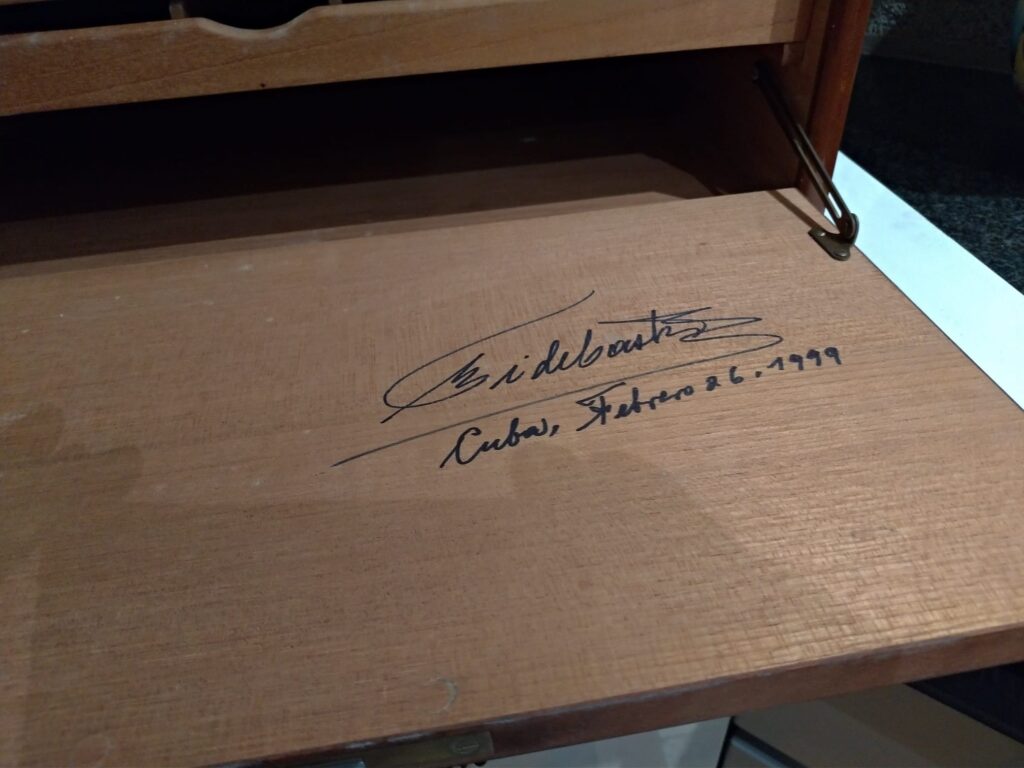 Fidel Castro
Cuba, Febrero 26. 1999